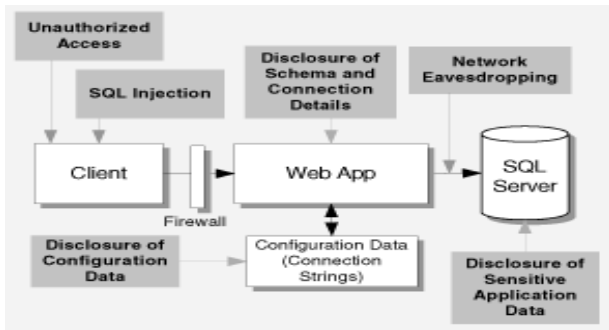 Unauthorized
Access
SQL Injection
Disclosure of
Schema and
Connection
Details
Network
Eavesdropping
Client
Firewall
Web App
SQL
Server
Disclosure of
Configuration
Data
Configuration Data
(Connection
Strings)
Disclosure of
Sensitive
Application
Data